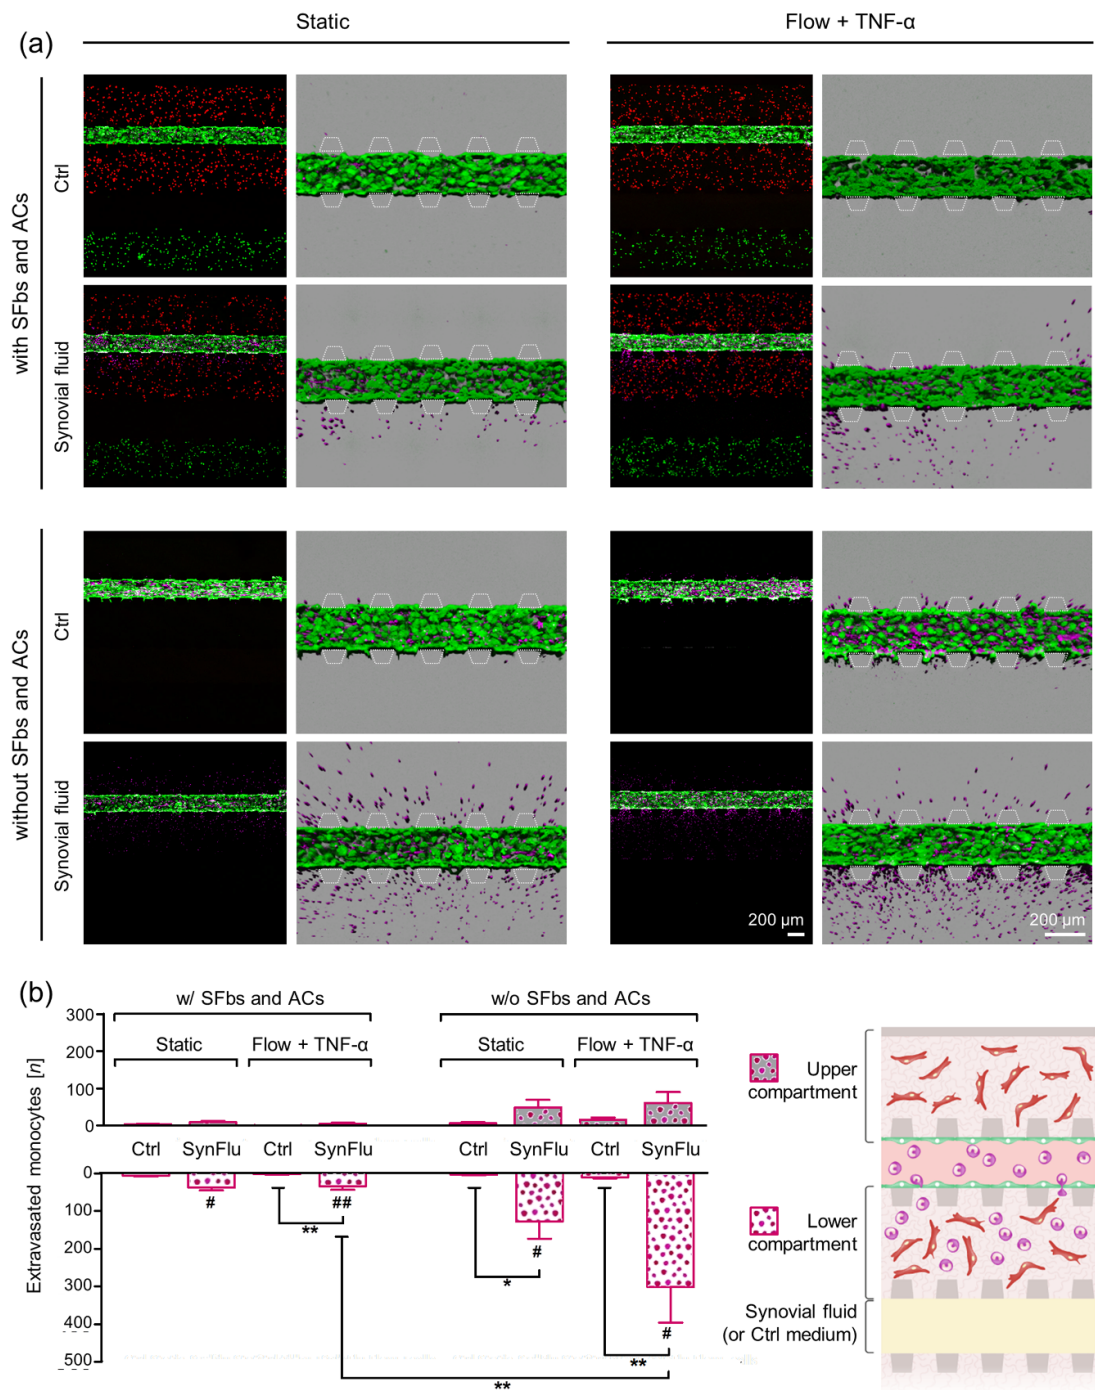 (a)
Static
Flow + TNF-α
with SFbs and ACs
Ctrl
Synovial fluid
without SFbs and ACs
Ctrl
Synovial fluid
200 µm
200 µm
(b)
w/ SFbs and ACs
w/o SFbs and ACs
Static
Flow + TNF-α
Static
Flow + TNF-α
Extravasated monocytes [n]
300
200
100
0
Ctrl SynFlu Ctrl SynFlu Ctrl SynFlu Ctrl SynFlu
0
100
200
300
400
500
# ## # #
** * ** **
Upper
compartment
Lower
compartment
Synovial fluid
(or Ctrl medium)